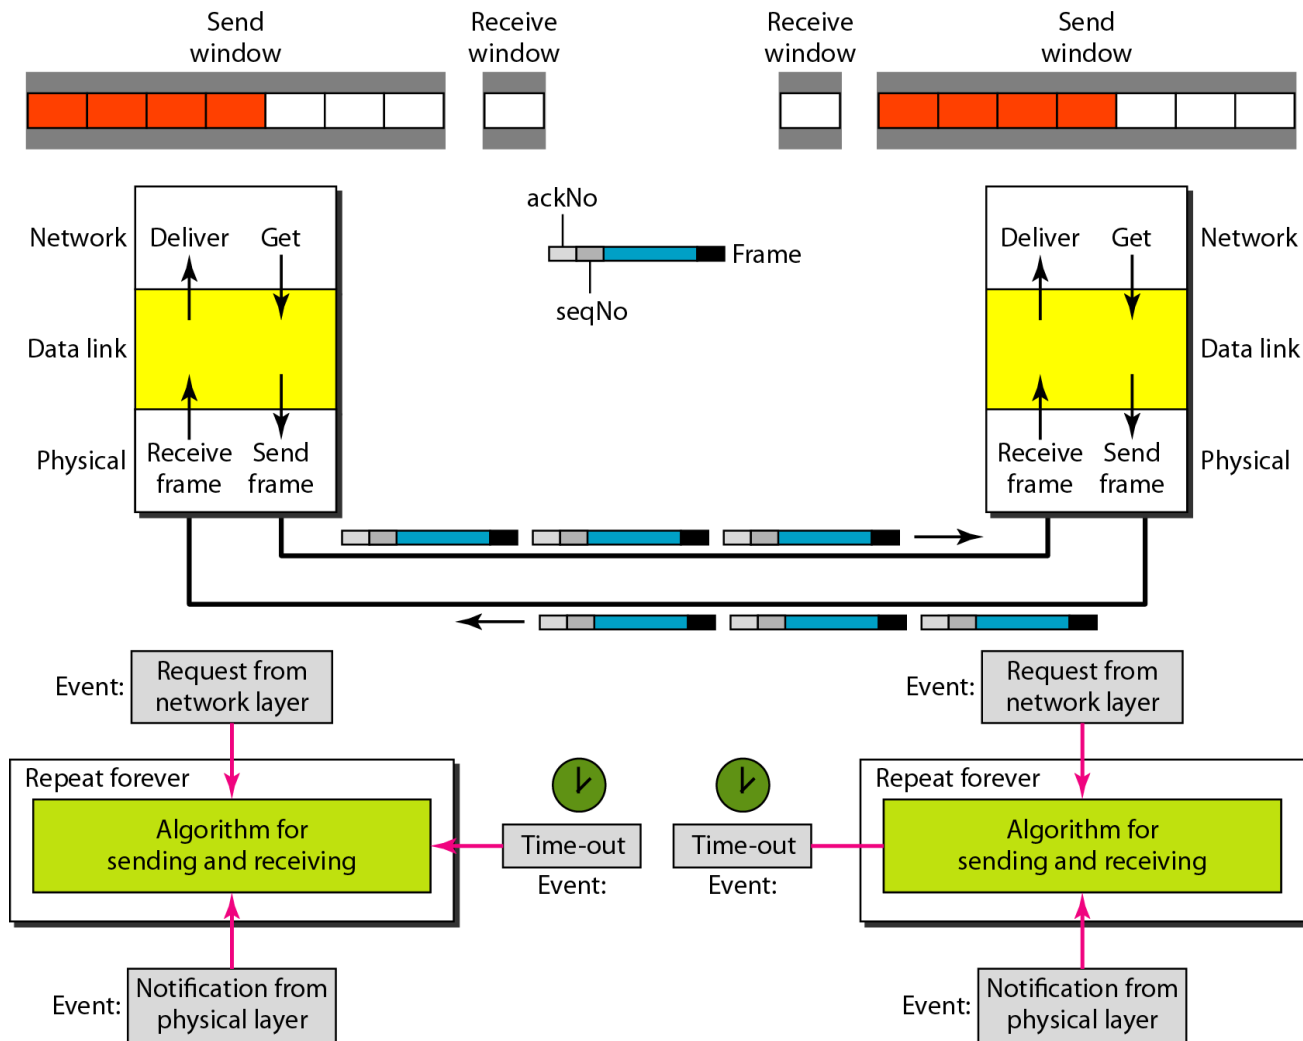 Send
window
Receive
window
Receive
window
Send
window
ackNo
Frame
seqNo
Network
Deliver
Get
Data link
Physical
Receive
frame
Send
frame
Deliver
Get
Network
Data link
Receive
frame
Send
frame
Physical
Event:
Request from
network layer
Event:
Request from
network layer
Repeat forever
Algorithm for
sending and receiving
Time-out
Event:
Time-out
Event:
Repeat forever
Algorithm for
sending and receiving
Event:
Notification from
physical layer
Event:
Notification from
physical layer